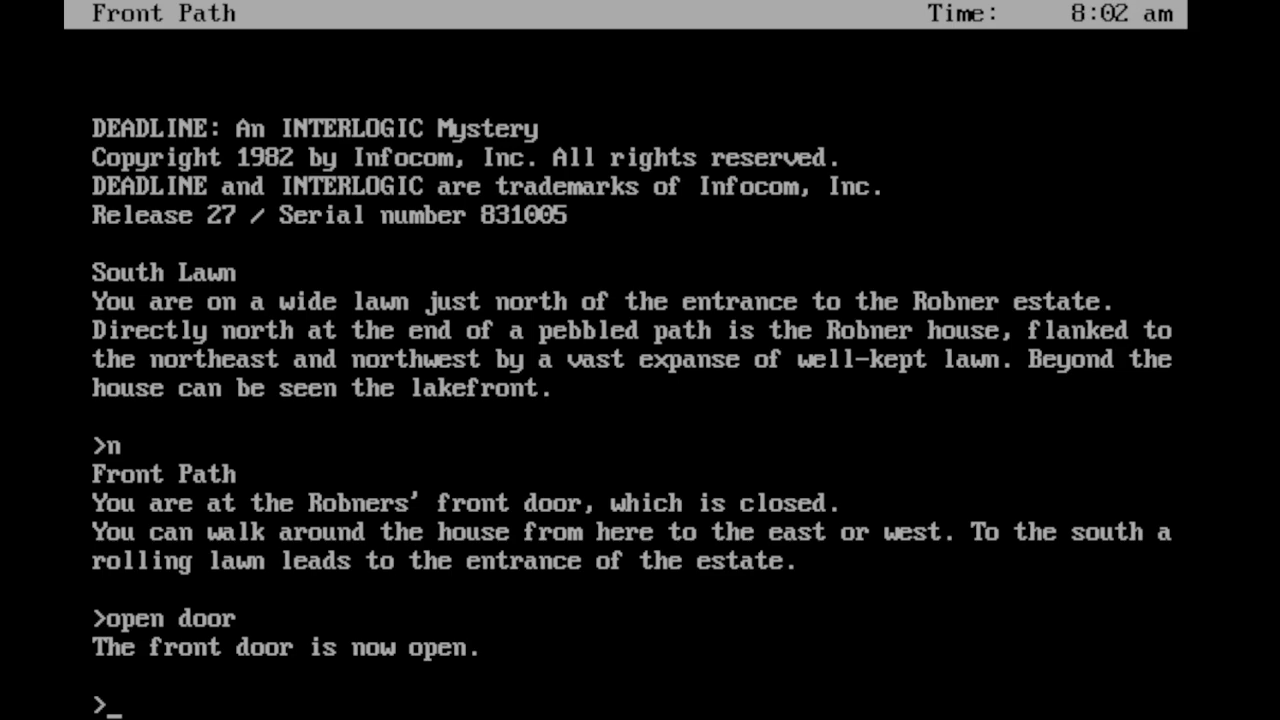 Front Path Time: 8:02 am
DEADLINE: An INTERLOGIC Mystery
Copyright 1982 by Infocom, Inc. All rights reserved.
DEADLINE and INTERLOGIC are trademarks of Infocom, Inc.
Release 27 / Serial number 831005
South Lawn
You are on a wide lawn just north of the entrance to the Robner estate.
Directly north at the end of a pebbled path is the Robner house, flanked to
the northeast and northwest by a vast expanse of well-kept lawn. Beyond the
house can be seen the lakefront.
>n
Front Path
You are at the Robners' front door, which is closed.
You can walk around the house from here to the east or west. To the south a
rolling lawn leads to the entrance of the estate.
>open door
The front door is now open.
>_